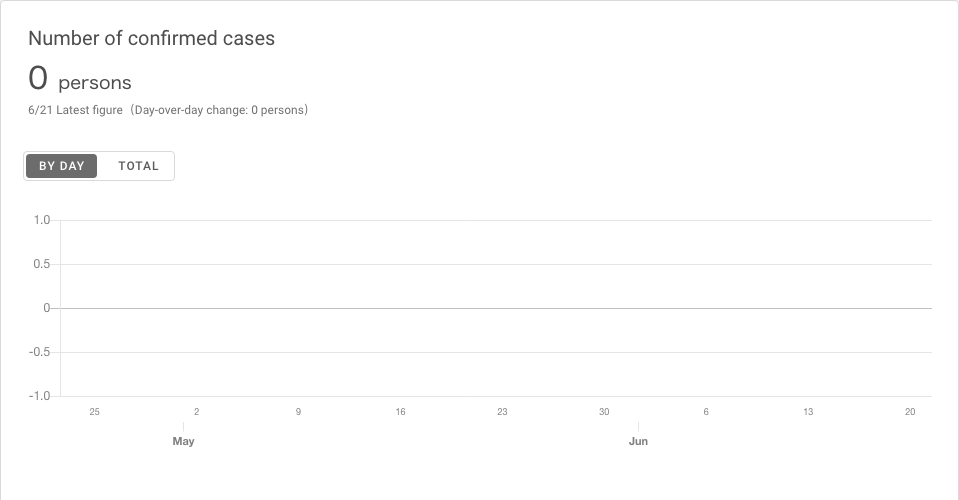 Number of confirmed cases
0 persons
6/21 Latest figure（Day-over-day change: 0 persons）
BY DAY TOTAL
1.0
0.5
0
-0.5
-1.0
25 2 9 16 23 30 6 13 20
May Jun